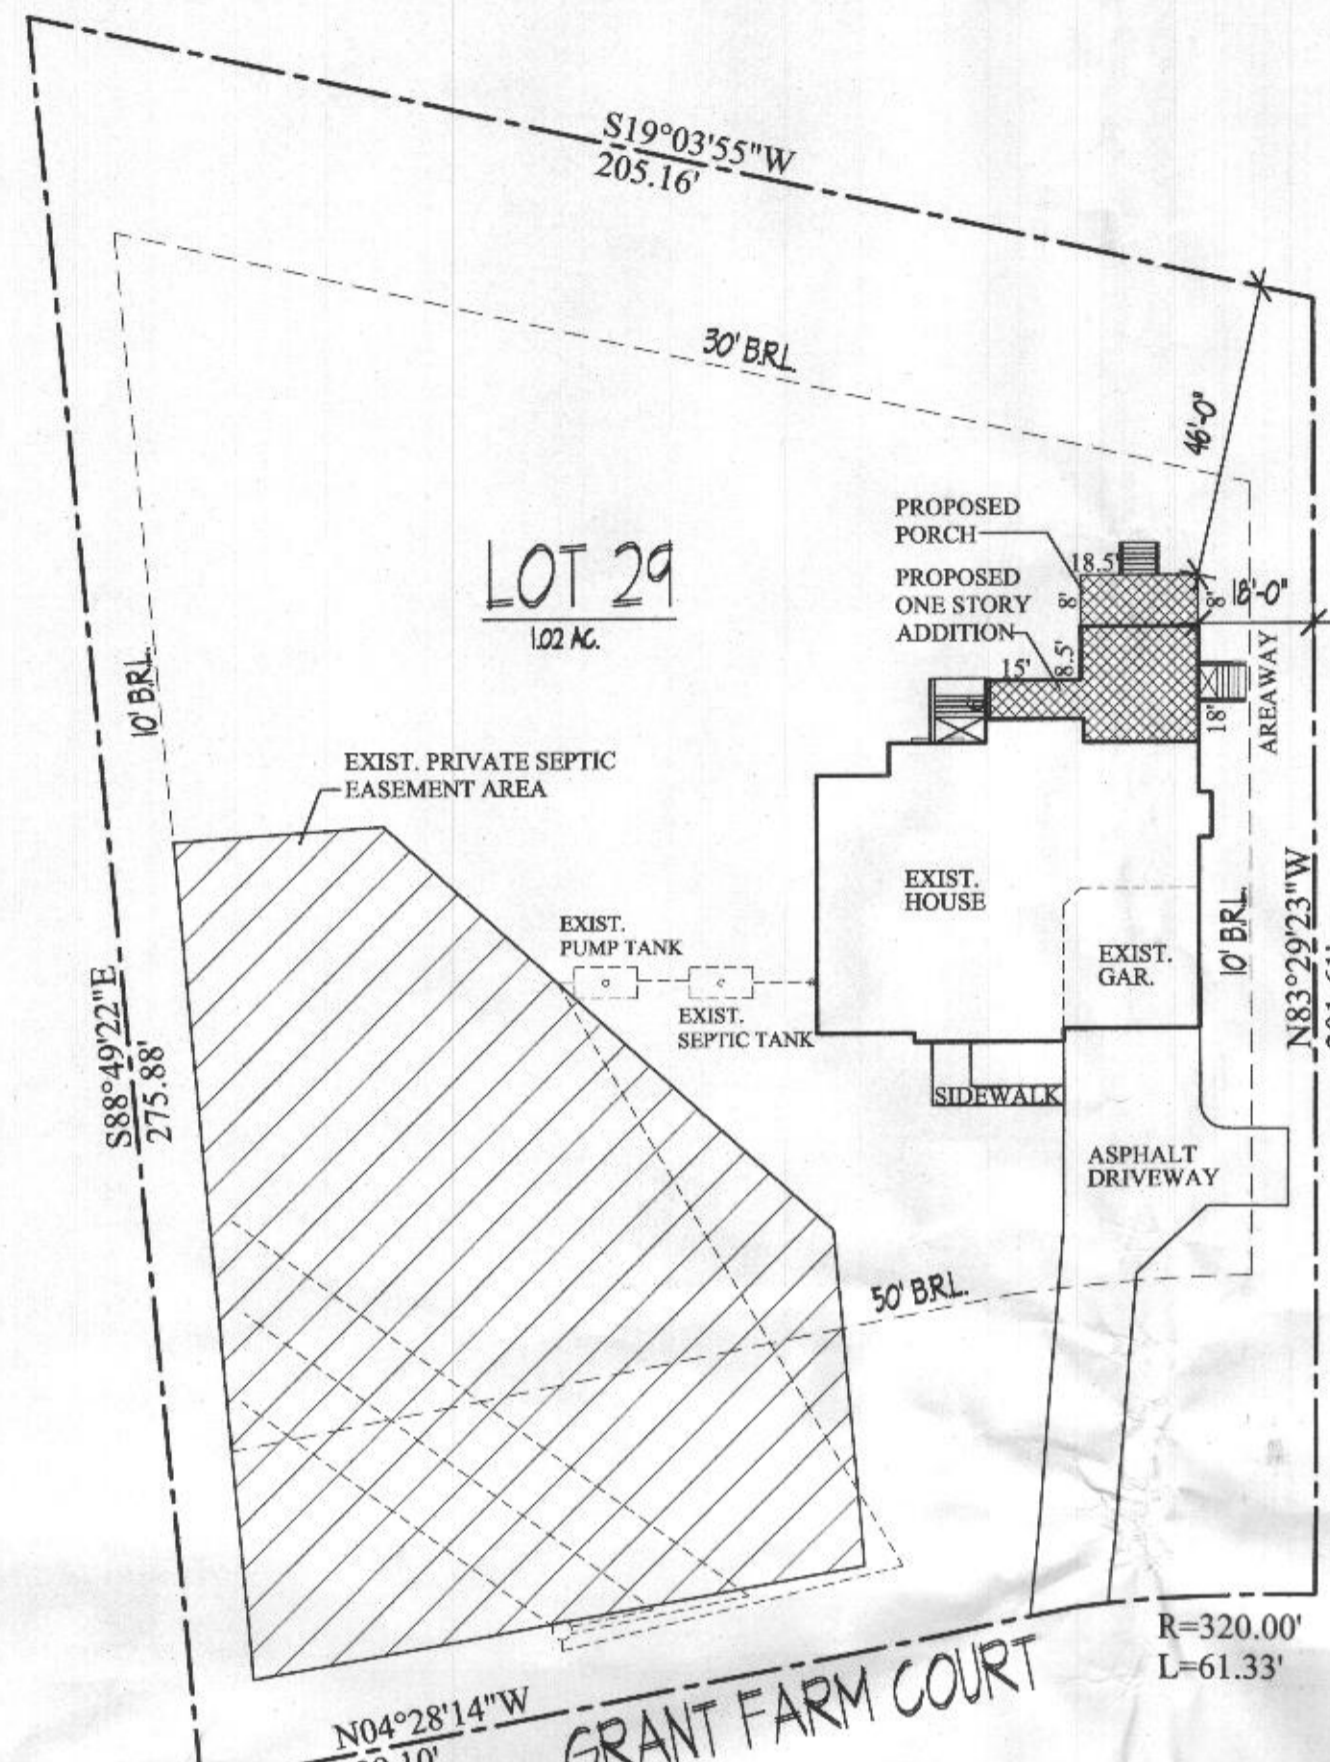 S19°03'55"W
205.16'
30' B.R.L.
46'-0"
PROPOSED
PORCH
18.5'
8'
8'
18'-0"
PROPOSED
ONE STORY
ADDITION
8.5'
15'
18'
AREAWAY
LOT 29
1.02 AC.
10' B.R.L.
EXIST. PRIVATE SEPTIC
EASEMENT AREA
EXIST.
HOUSE
EXIST.
GAR.
10' B.R.L.
N83°29'23"W
EXIST.
PUMP TANK
EXIST.
SEPTIC TANK
S88°49'22"E
275.88'
SIDEWALK
ASPHALT
DRIVEWAY
50' B.R.L.
R=320.00'
L=61.33'
N04°28'14"W
GRANT FARM COURT